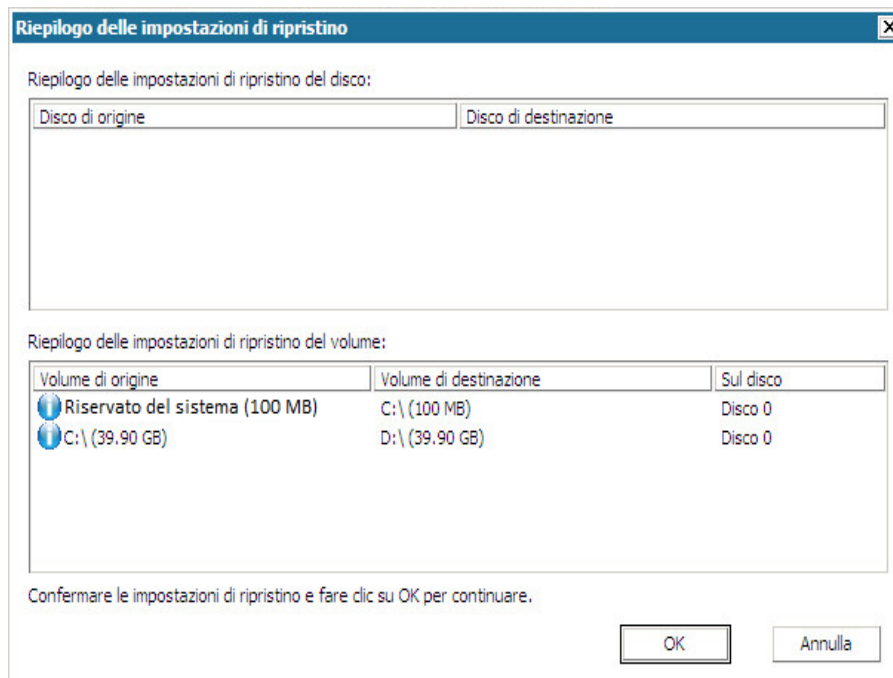 Riepilogo delle impostazioni di ripristino
Riepilogo delle impostazioni di ripristino del disco:
Disco di origine Disco di destinazione
Riepilogo delle impostazioni di ripristino del volume:
Volume di origine Volume di destinazione Sul disco
Riservato del sistema (100 MB) C:\ (100 MB) Disco 0
C:\ (39.90 GB) D:\ (39.90 GB) Disco 0
Confermare le impostazioni di ripristino e fare clic su OK per continuare.
OK Annulla